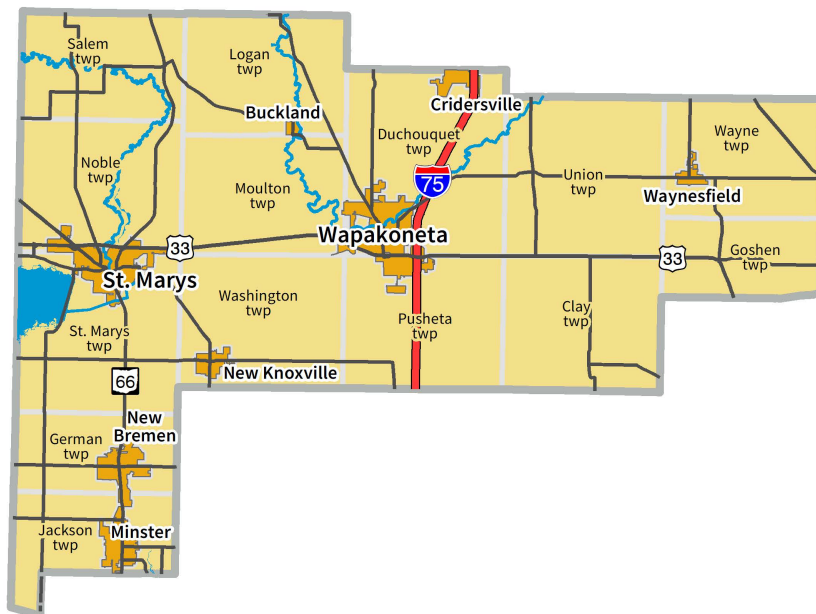 Salem
twp
Logan
twp
Cridersville
Buckland
Duchouquet
twp
Wayne
twp
Noble
twp
Moulton
twp
75
Union
twp
Waynesfield
Wapakoneta
33
33
Goshen
twp
St. Marys
Washington
twp
St. Marys
twp
Pusheta
twp
Clay
twp
New Knoxville
66
New
Bremen
German
twp
Jackson
twp
Minster